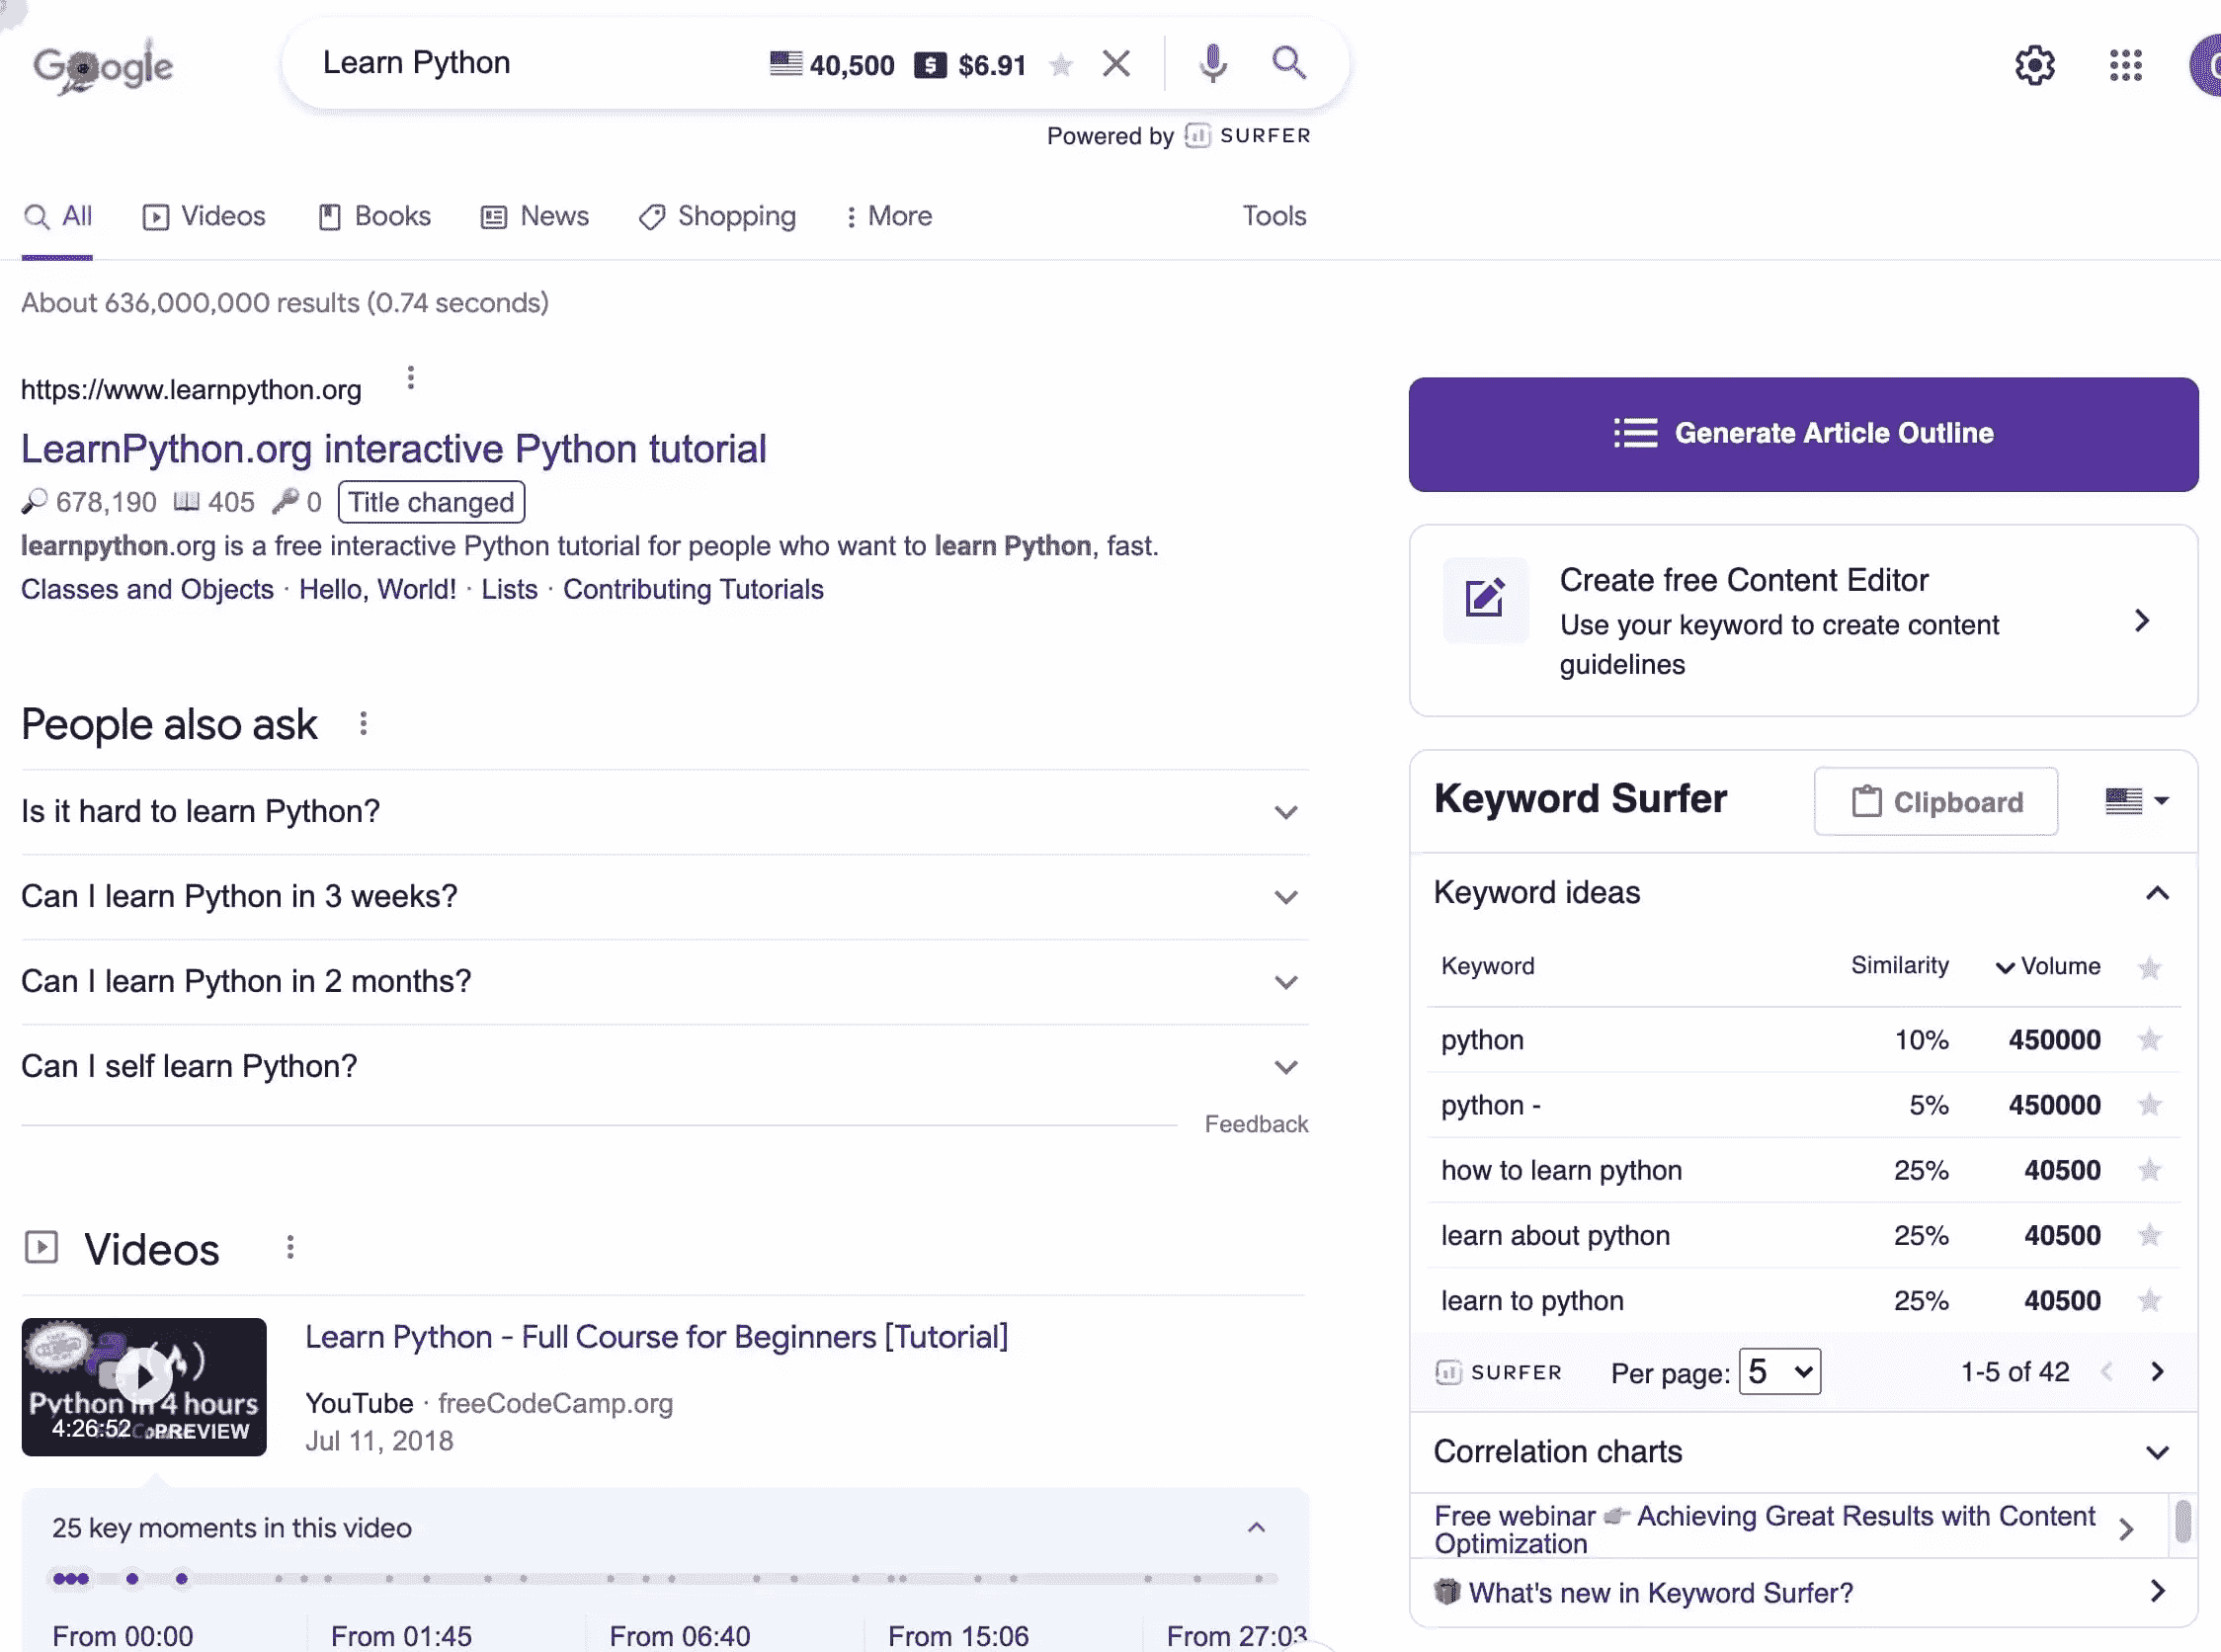 Google
Learn Python
40,500 $ $6.91
Powered by SURFER
All Videos Books News Shopping More Tools
About 636,000,000 results (0.74 seconds)
https://www.learnpython.org
LearnPython.org interactive Python tutorial
678,190 405 0 Title changed
learnpython.org is a free interactive Python tutorial for people who want to learn Python, fast.
Classes and Objects · Hello, World! · Lists · Contributing Tutorials
People also ask
Is it hard to learn Python?
Can I learn Python in 3 weeks?
Can I learn Python in 2 months?
Can I self learn Python?
Feedback
Videos
Python in 4 hours
4:26:52
PREVIEW
Learn Python - Full Course for Beginners [Tutorial]
YouTube · freeCodeCamp.org
Jul 11, 2018
25 key moments in this video
From 00:00 From 01:45 From 06:40 From 15:06 From 27:03
Generate Article Outline
Create free Content Editor
Use your keyword to create content
guidelines
Keyword Surfer Clipboard
Keyword ideas
Keyword Similarity Volume
python 10% 450000
python - 5% 450000
how to learn python 25% 40500
learn about python 25% 40500
learn to python 25% 40500
SURFER Per page: 5 1-5 of 42
Correlation charts
Free webinar Achieving Great Results with Content
Optimization
What's new in Keyword Surfer?